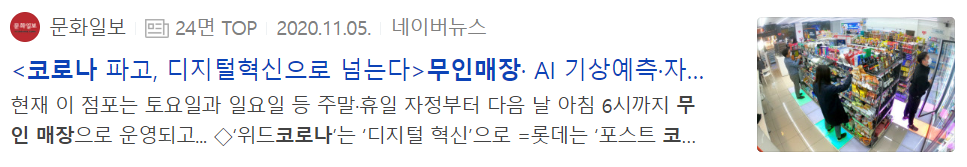 문화일보 24면 TOP 2020.11.05. 네이버뉴스
<코로나 파고, 디지털혁신으로 넘는다>무인매장· AI 기상예측·자...
현재 이 점포는 토요일과 일요일 등 주말·휴일 자정부터 다음 날 아침 6시까지 무
인 매장으로 운영되고... ◇‘위드코로나’는 ‘디지털 혁신’으로 =롯데는 ‘포스트 코...